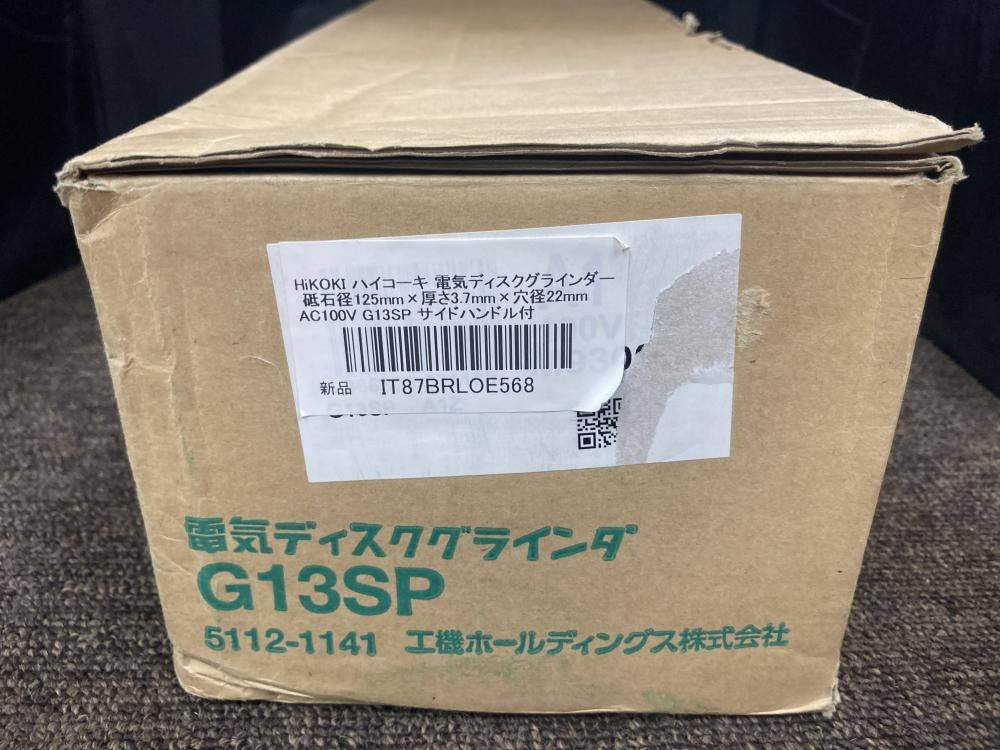 HiKOKI ハイコーキ 電気ディスクグラインダー
砥石径125mm×厚さ3.7mm×穴径22mm
AC100V G13SP サイドハンドル付
新品 IT87BRLOE568
G13SP A12
電気ディスクグラインダ
G13SP
5112-1141 工機ホールディングス株式会社